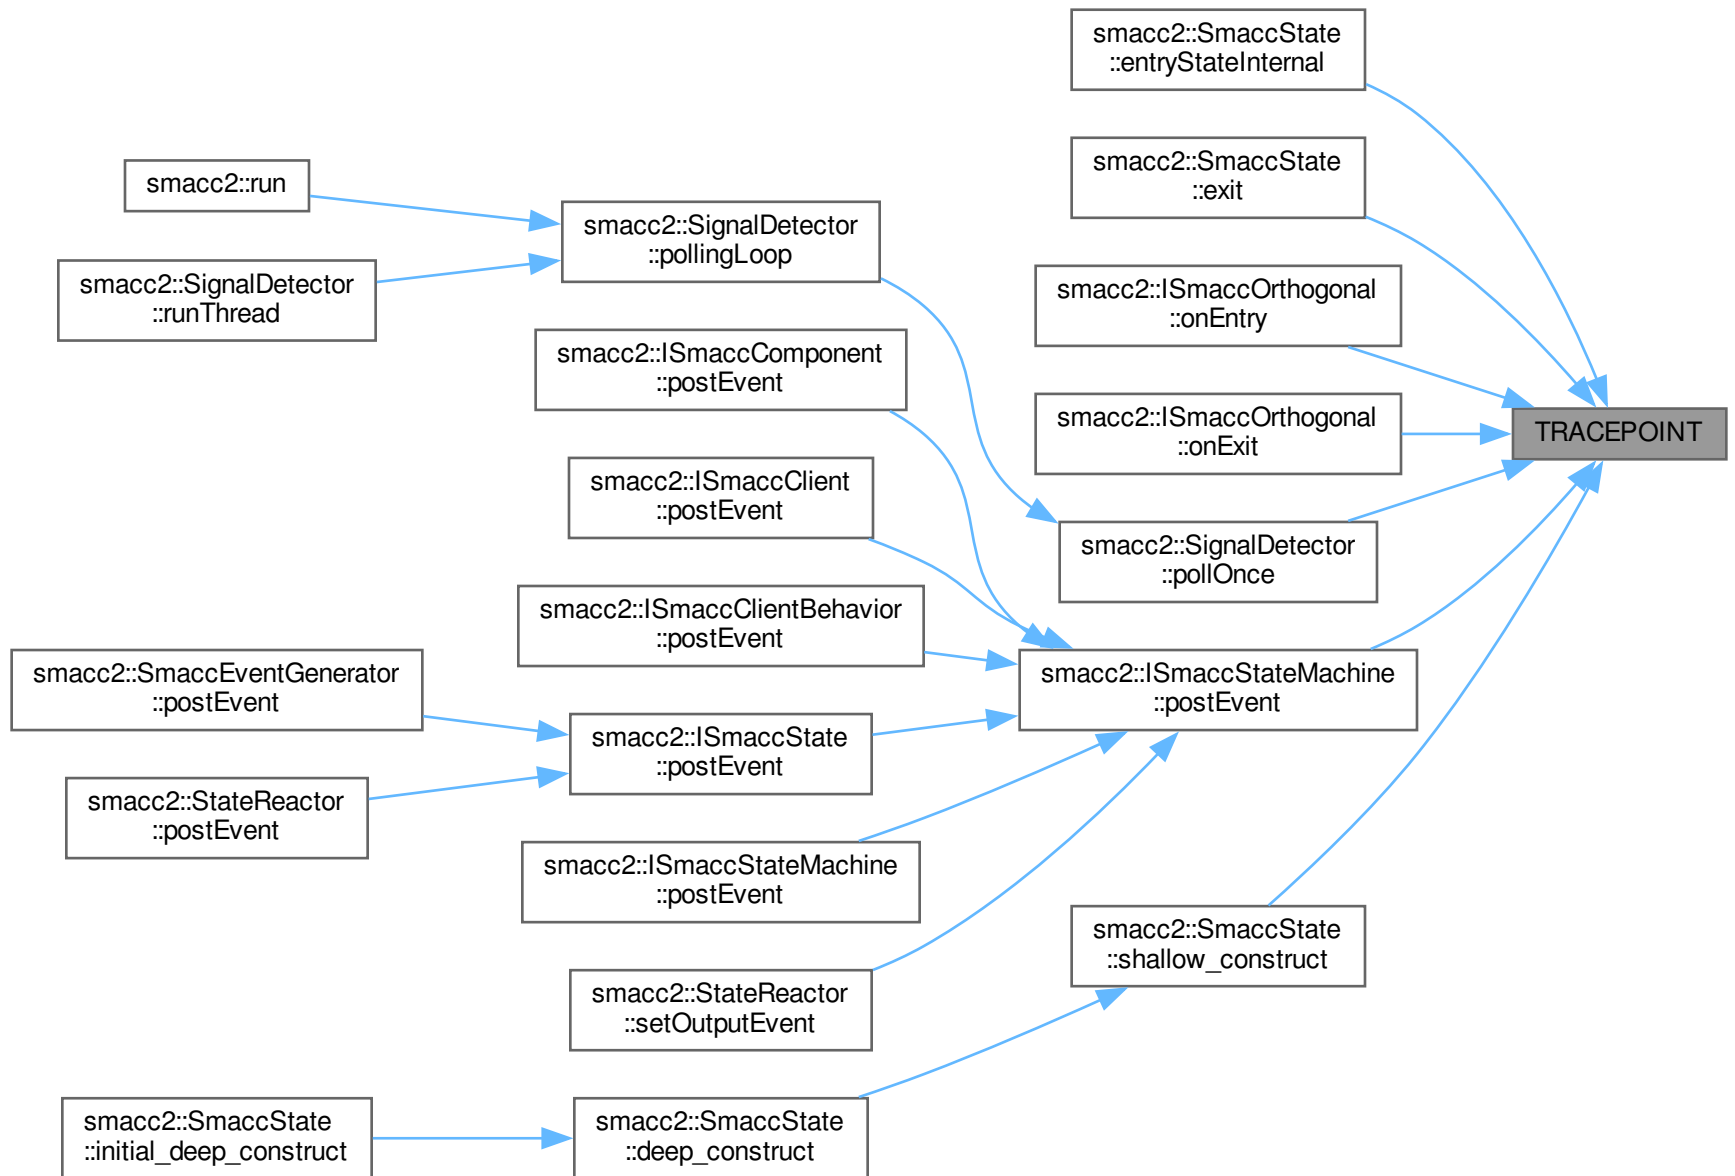 smacc2::SmaccState
::entryStateInternal
smacc2::SmaccState
::exit
smacc2::run
smacc2::SignalDetector
::pollingLoop
smacc2::SignalDetector
::runThread
smacc2::ISmaccOrthogonal
::onEntry
smacc2::ISmaccComponent
::postEvent
smacc2::ISmaccOrthogonal
::onExit
TRACEPOINT
smacc2::ISmaccClient
::postEvent
smacc2::SignalDetector
::pollOnce
smacc2::ISmaccClientBehavior
::postEvent
smacc2::SmaccEventGenerator
::postEvent
smacc2::ISmaccStateMachine
::postEvent
smacc2::ISmaccState
::postEvent
smacc2::StateReactor
::postEvent
smacc2::ISmaccStateMachine
::postEvent
smacc2::SmaccState
::shallow_construct
smacc2::StateReactor
::setOutputEvent
smacc2::SmaccState
::initial_deep_construct
smacc2::SmaccState
::deep_construct